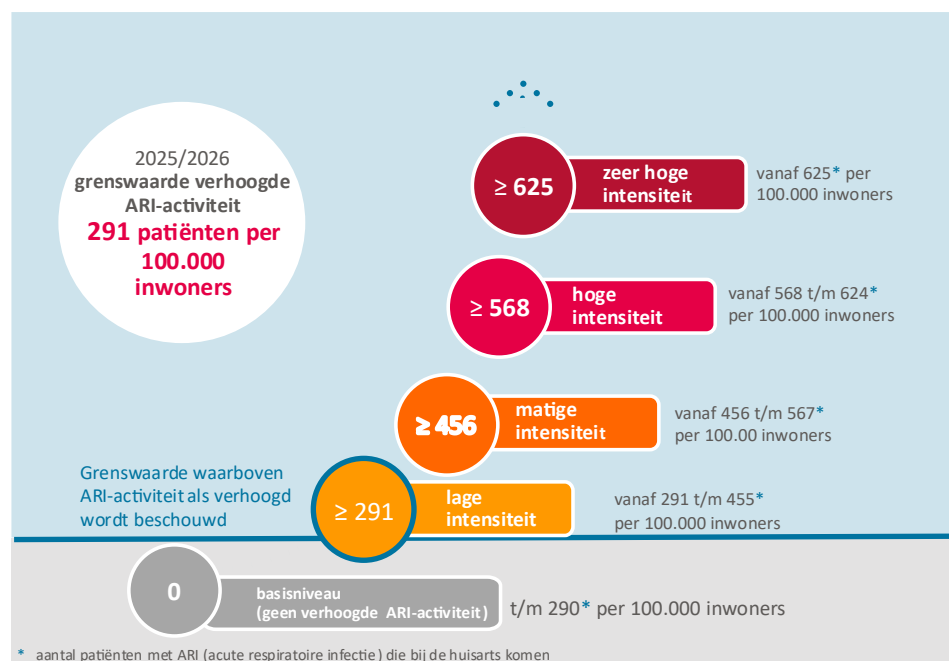 2025/2026
grenswaarde verhoogde
ARI-activiteit
291 patiënten per
100.000
inwoners
≥ 625
zeer hoge
intensiteit
vanaf 625* per
100.000 inwoners
≥ 568
hoge
intensiteit
vanaf 568 t/m 624*
per 100.000 inwoners
≥ 456
matige
intensiteit
vanaf 456 t/m 567*
per 100.00 inwoners
Grenswaarde waarboven
ARI-activiteit als verhoogd
wordt beschouwd
≥ 291
lage
intensiteit
vanaf 291 t/m 455*
per 100.000 inwoners
0
basisniveau
(geen verhoogde ARI-activiteit)
t/m 290* per 100.000 inwoners
* aantal patiënten met ARI (acute respiratoire infectie) die bij de huisarts komen